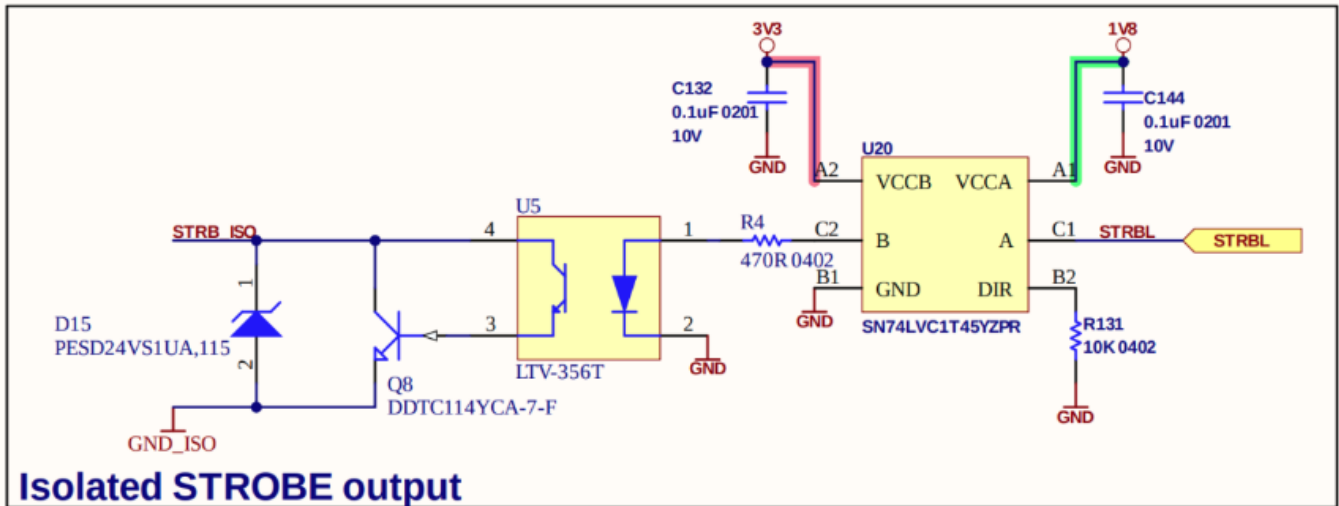 3V3
1V8
C132
0.1uF 0201
10V
GND
C144
0.1uF 0201
10V
GND
U20
A2
VCCB
VCCA
A1
STRB_ISO
U5
4
1
R4
470R 0402
C2
B
A
C1
STRBL
STRBL
B1
GND
GND
DIR
B2
SN74LVC1T45YZPR
R131
10K 0402
GND
1
D15
PESD24VS1UA,115
2
3
2
GND
LTV-356T
Q8
DDTC114YCA-7-F
GND_ISO
Isolated STROBE output